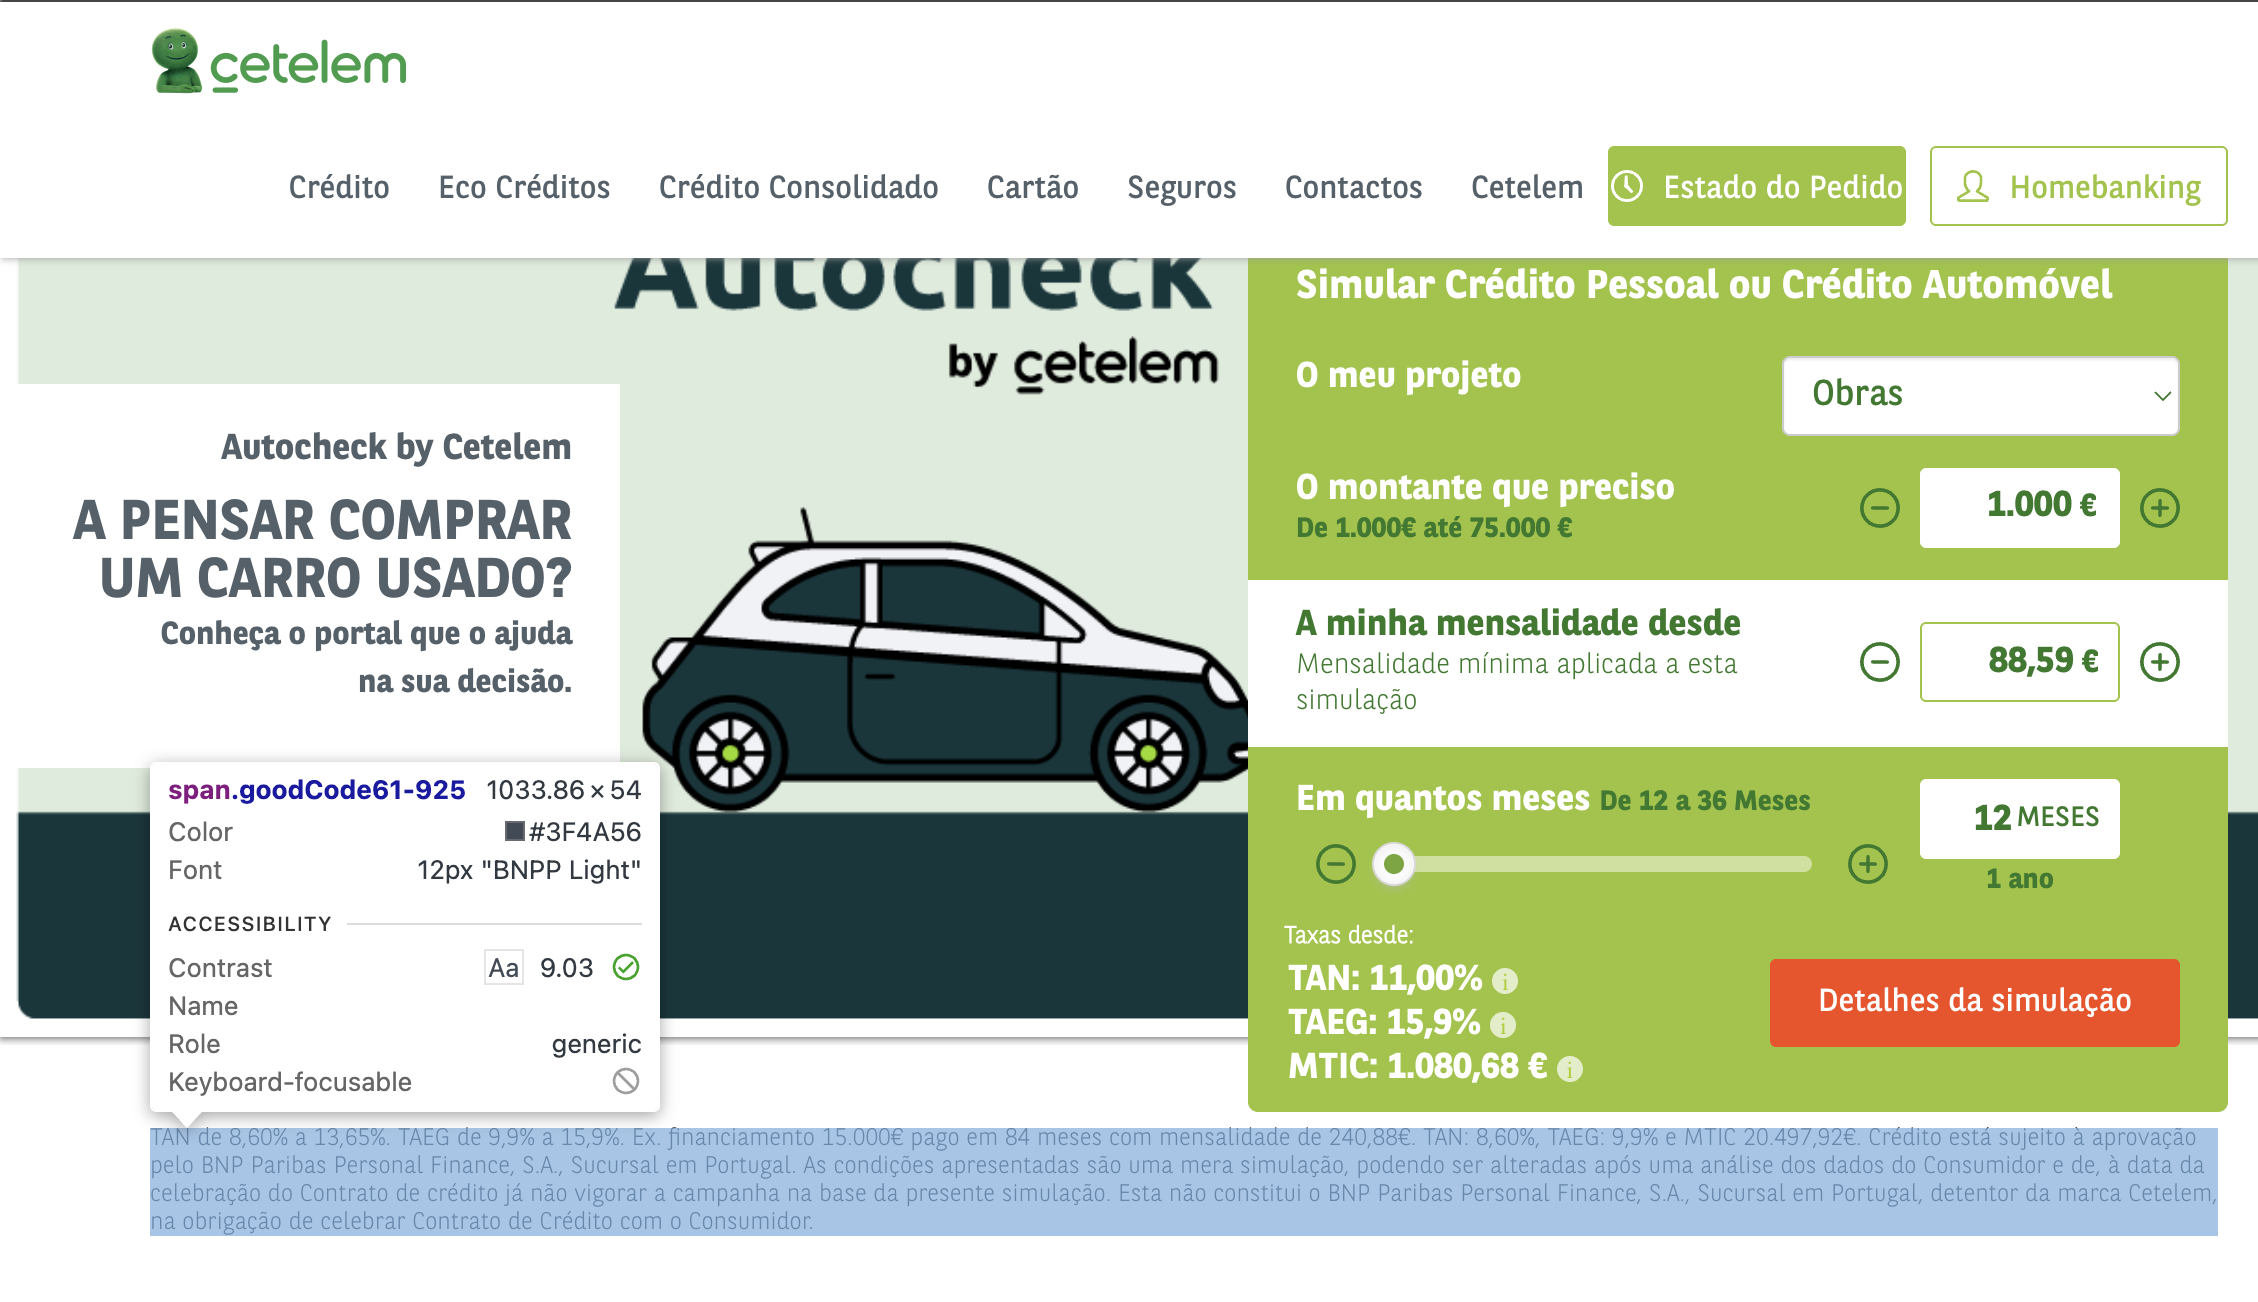 cetelem
Crédito
Eco Créditos
Crédito Consolidado
Cartão
Seguros
Contactos
Cetelem
Estado do Pedido
Homebanking
Autocheck
by cetelem
Autocheck by Cetelem
A PENSAR COMPRAR
UM CARRO USADO?
Conheça o portal que o ajuda
na sua decisão.
Simular Crédito Pessoal ou Crédito Automóvel
O meu projeto
Obras
O montante que preciso
De 1.000€ até 75.000 €
1.000 €
A minha mensalidade desde
Mensalidade mínima aplicada a esta
simulação
88,59 €
Em quantos meses De 12 a 36 Meses
12 MESES
1 ano
Taxas desde:
TAN: 11,00%
TAEG: 15,9%
MTIC: 1.080,68 €
Detalhes da simulação
span.goodCode61-925 1033.86 × 54
Color #3F4A56
Font 12px "BNPP Light"
ACCESSIBILITY
Contrast Aa 9.03
Name
Role generic
Keyboard-focusable
TAN de 8,60% a 13,65%. TAEG de 9,9% a 15,9%. Ex. financiamento 15.000€ pago em 84 meses com mensalidade de 240,88€. TAN: 8,60%, TAEG: 9,9% e MTIC 20.497,92€. Crédito está sujeito à aprovação
pelo BNP Paribas Personal Finance, S.A., Sucursal em Portugal. As condições apresentadas são uma mera simulação, podendo ser alteradas após uma análise dos dados do Consumidor e de, à data da
celebração do Contrato de crédito já não vigorar a campanha na base da presente simulação. Esta não constitui o BNP Paribas Personal Finance, S.A., Sucursal em Portugal, detentor da marca Cetelem,
na obrigação de celebrar Contrato de Crédito com o Consumidor.